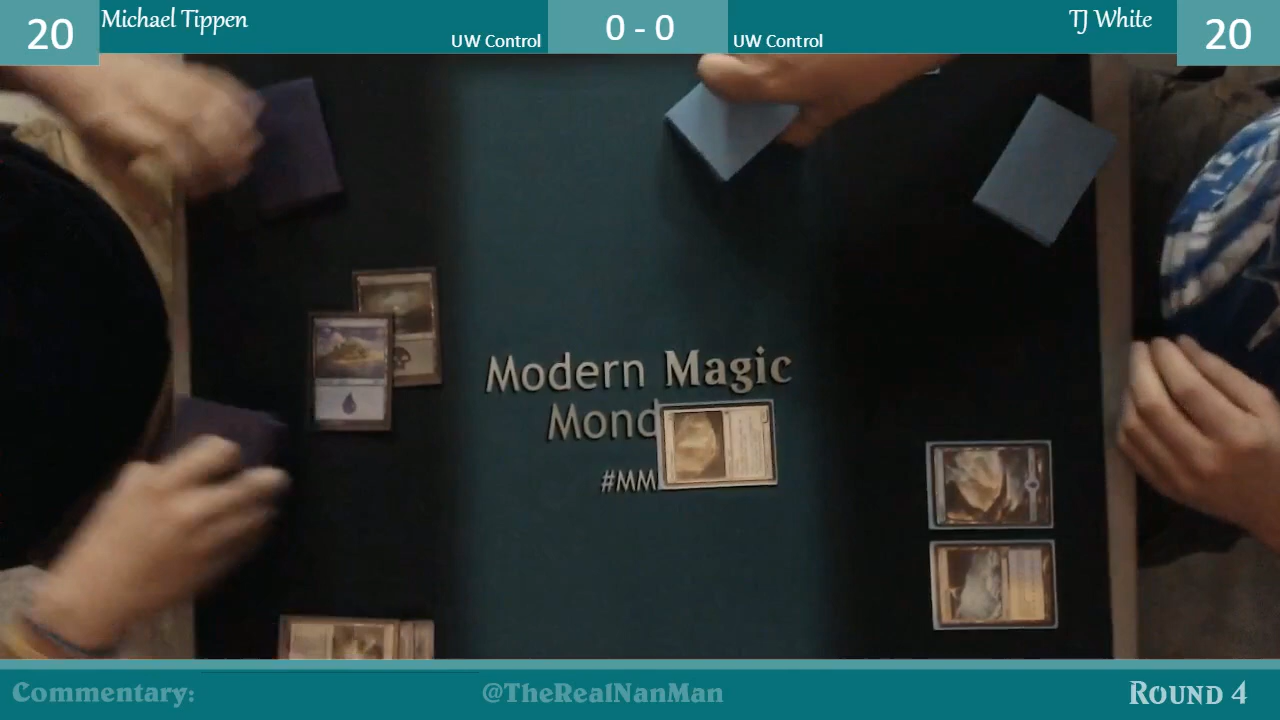 20
Michael Tippen
UW Control
0 - 0
UW Control
TJ White
20
Modern Magic
Mond
#MM
Commentary:
@TheRealNanMan
Round 4